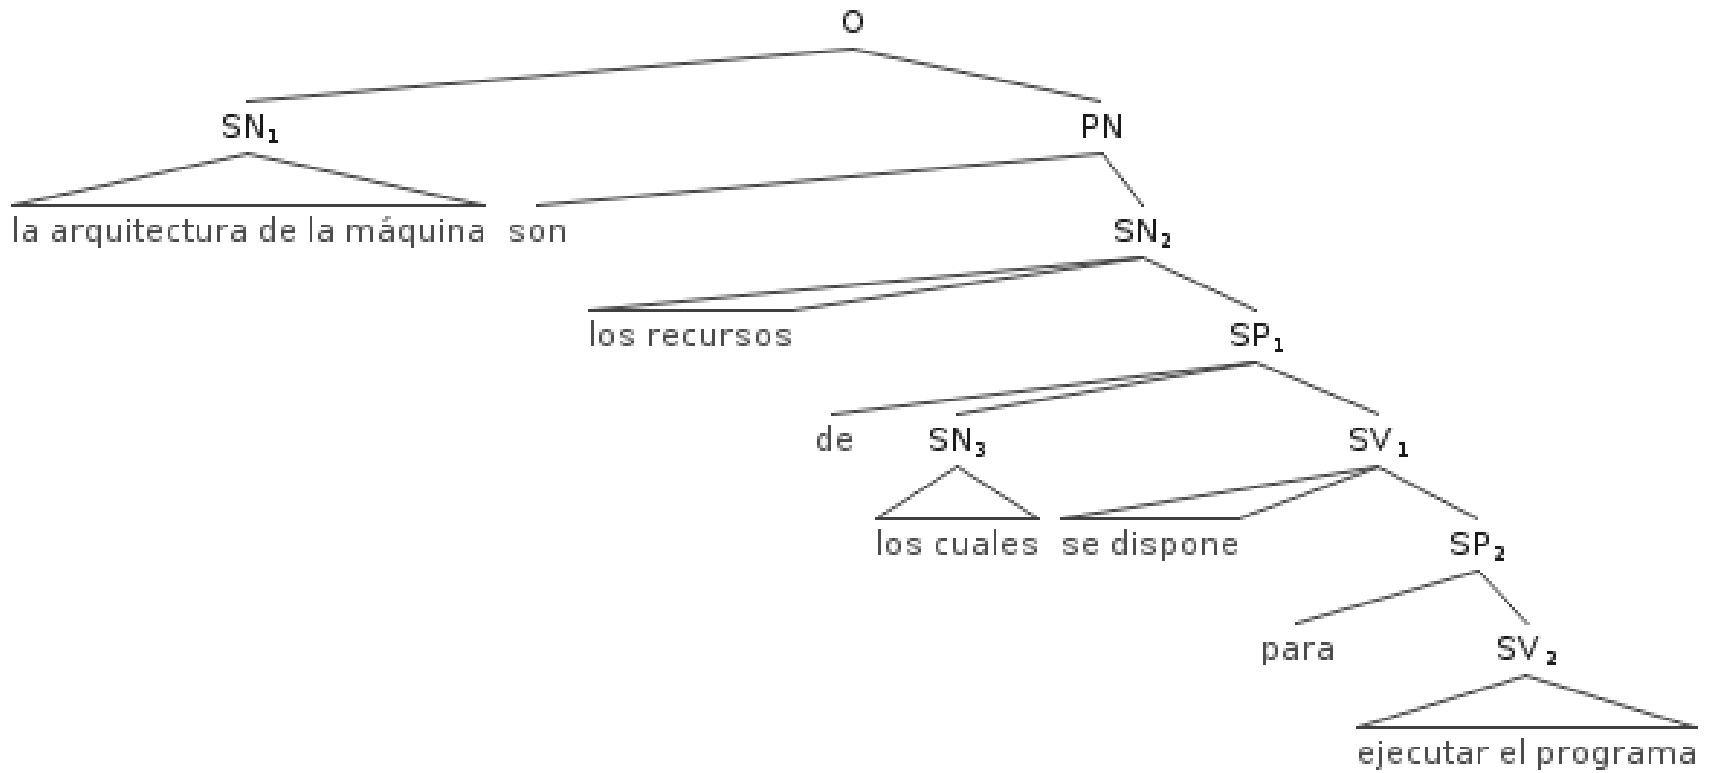 O
SN₁ PN
la arquitectura de la máquina son SN₂
los recursos SP₁
de SN₃ SV₁
los cuales se dispone SP₂
para SV₂
ejecutar el programa